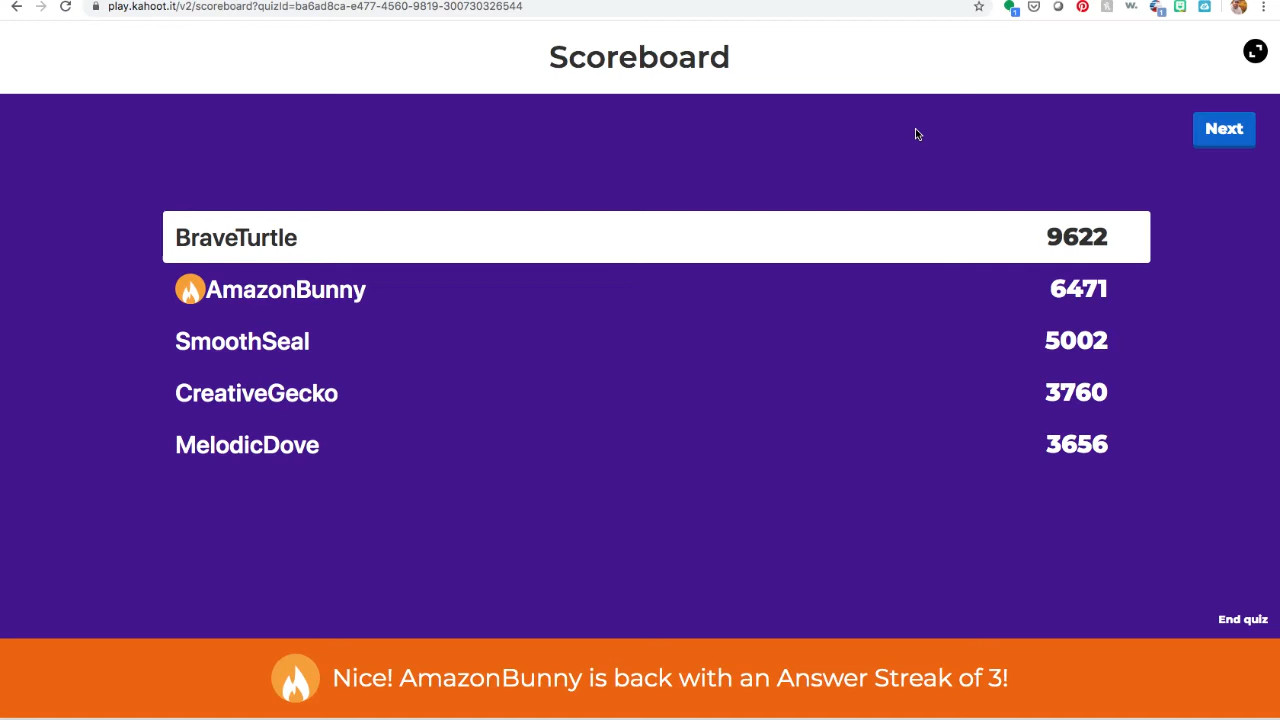 play.kahoot.it/v2/scoreboard?quizId=ba6ad8ca-e477-4560-9819-300730326544
Scoreboard
Next
BraveTurtle 9622
AmazonBunny 6471
SmoothSeal 5002
CreativeGecko 3760
MelodicDove 3656
End quiz
Nice! AmazonBunny is back with an Answer Streak of 3!